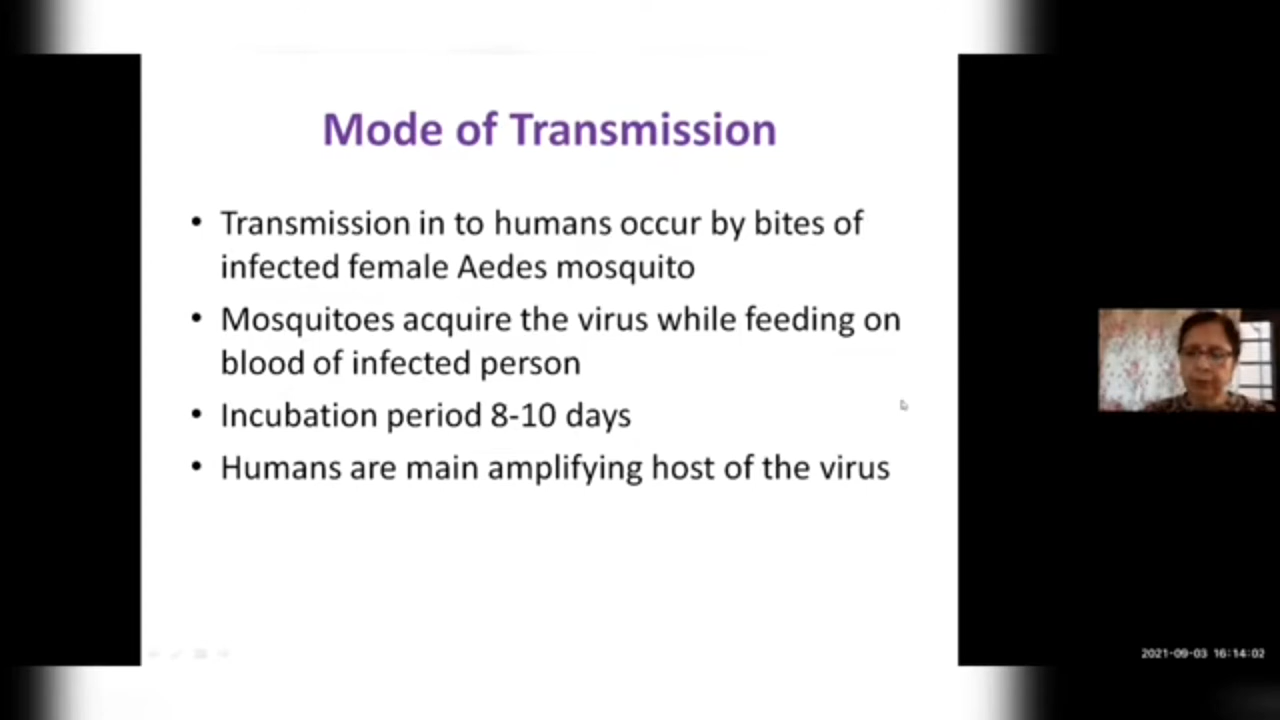 Mode of Transmission
• Transmission in to humans occur by bites of
infected female Aedes mosquito
• Mosquitoes acquire the virus while feeding on
blood of infected person
• Incubation period 8-10 days
• Humans are main amplifying host of the virus
2021-09-03 16:14:02